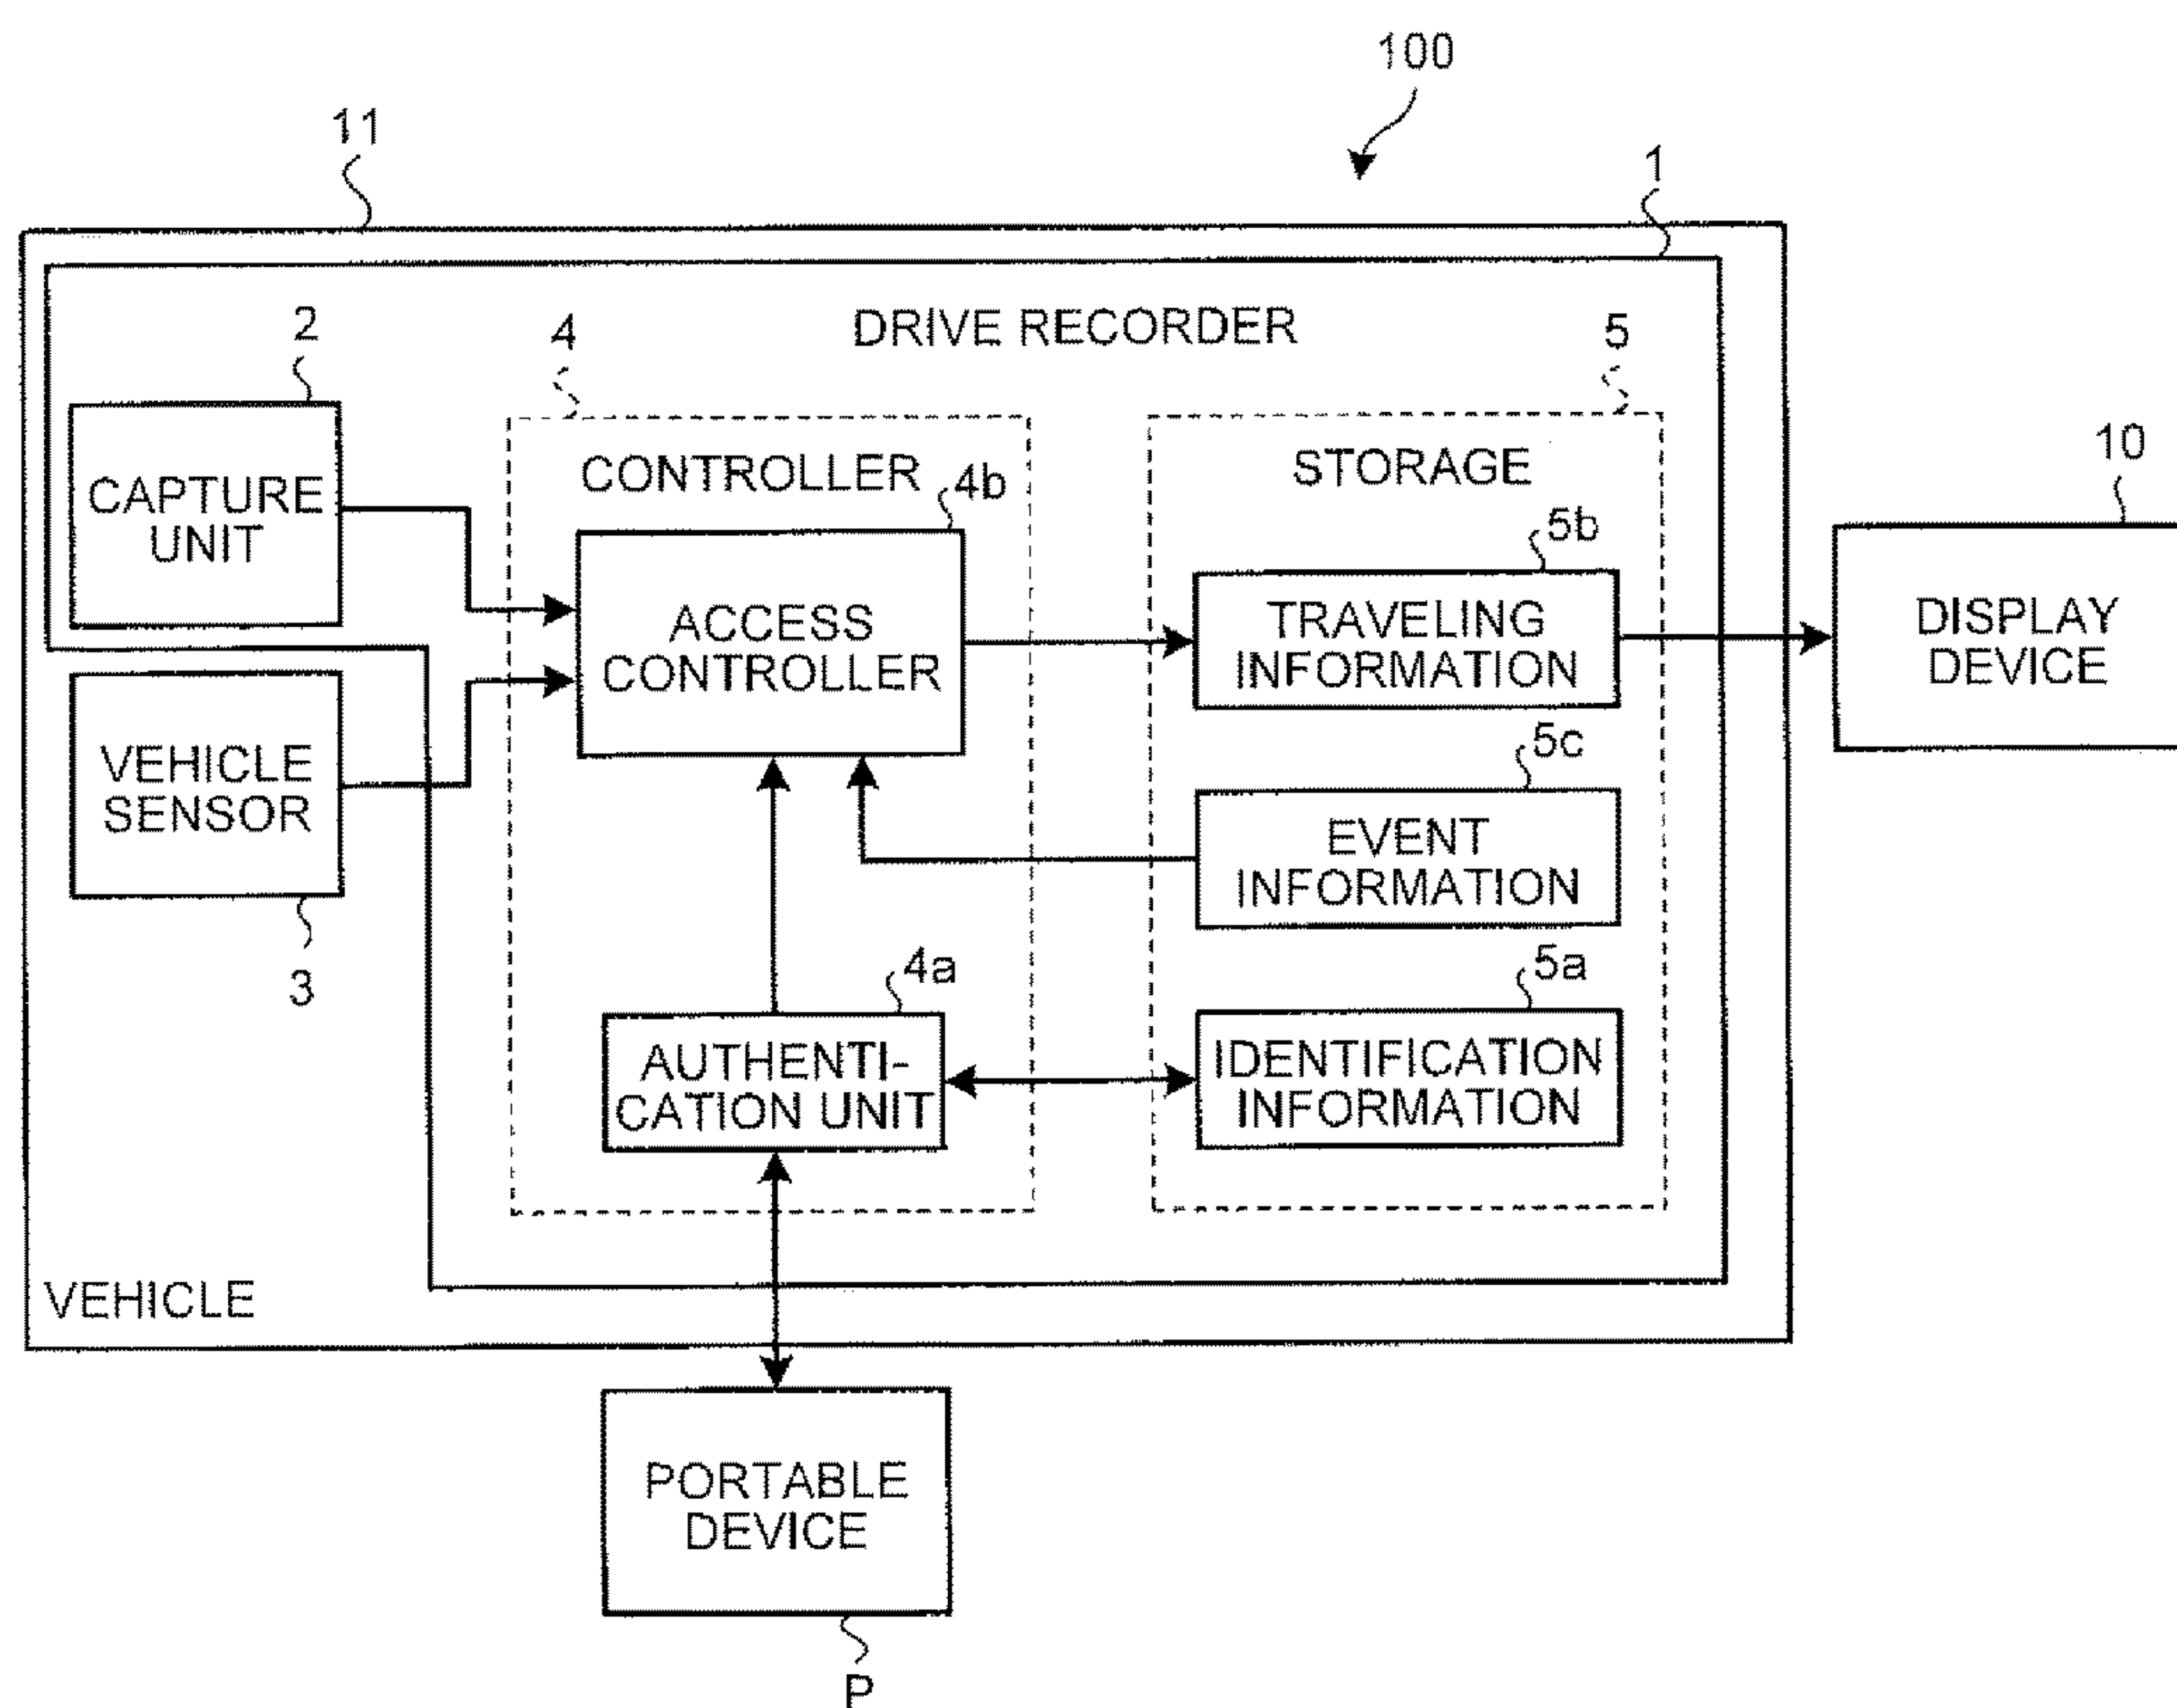 100
11
1
DRIVE RECORDER
2
4
5
CAPTURE
UNIT
CONTROLLER
4b
STORAGE
10
5b
ACCESS
CONTROLLER
TRAVELING
INFORMATION
DISPLAY
DEVICE
VEHICLE
SENSOR
5c
EVENT
INFORMATION
3
4a
5a
AUTHENTI-
CATION UNIT
IDENTIFICATION
INFORMATION
VEHICLE
PORTABLE
DEVICE
P